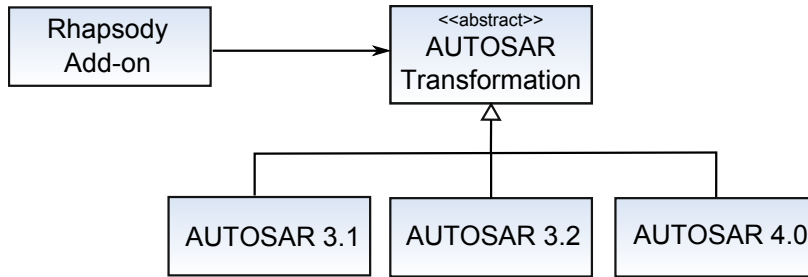 Rhapsody
Add-on
<<abstract>>
AUTOSAR
Transformation
AUTOSAR 3.1
AUTOSAR 3.2
AUTOSAR 4.0